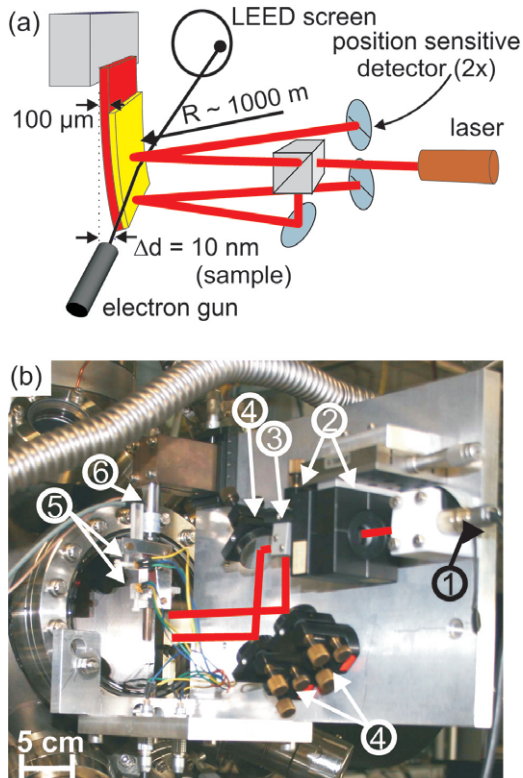 (a)
LEED screen
position sensitive
detector (2x)
100 µm
R ~ 1000 m
laser
Δd = 10 nm
(sample)
electron gun
(b)
④ ③ ②
⑥
⑤
①
④
5 cm